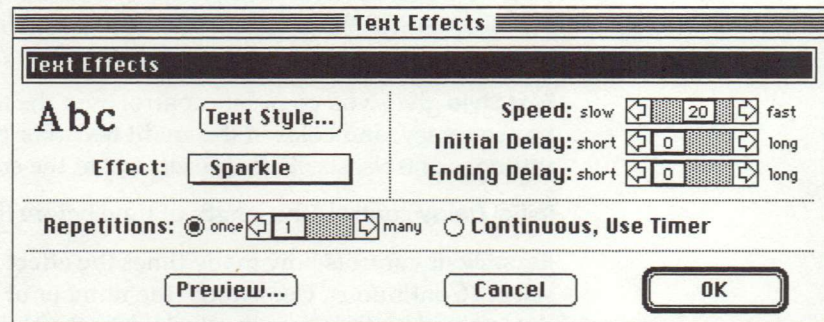 Text Effects
Text Effects
Abc Text Style... Speed: slow 20 fast
Initial Delay: short 0 long
Effect: Sparkle Ending Delay: short 0 long
Repetitions: once 1 many Continuous, Use Timer
Preview... Cancel OK